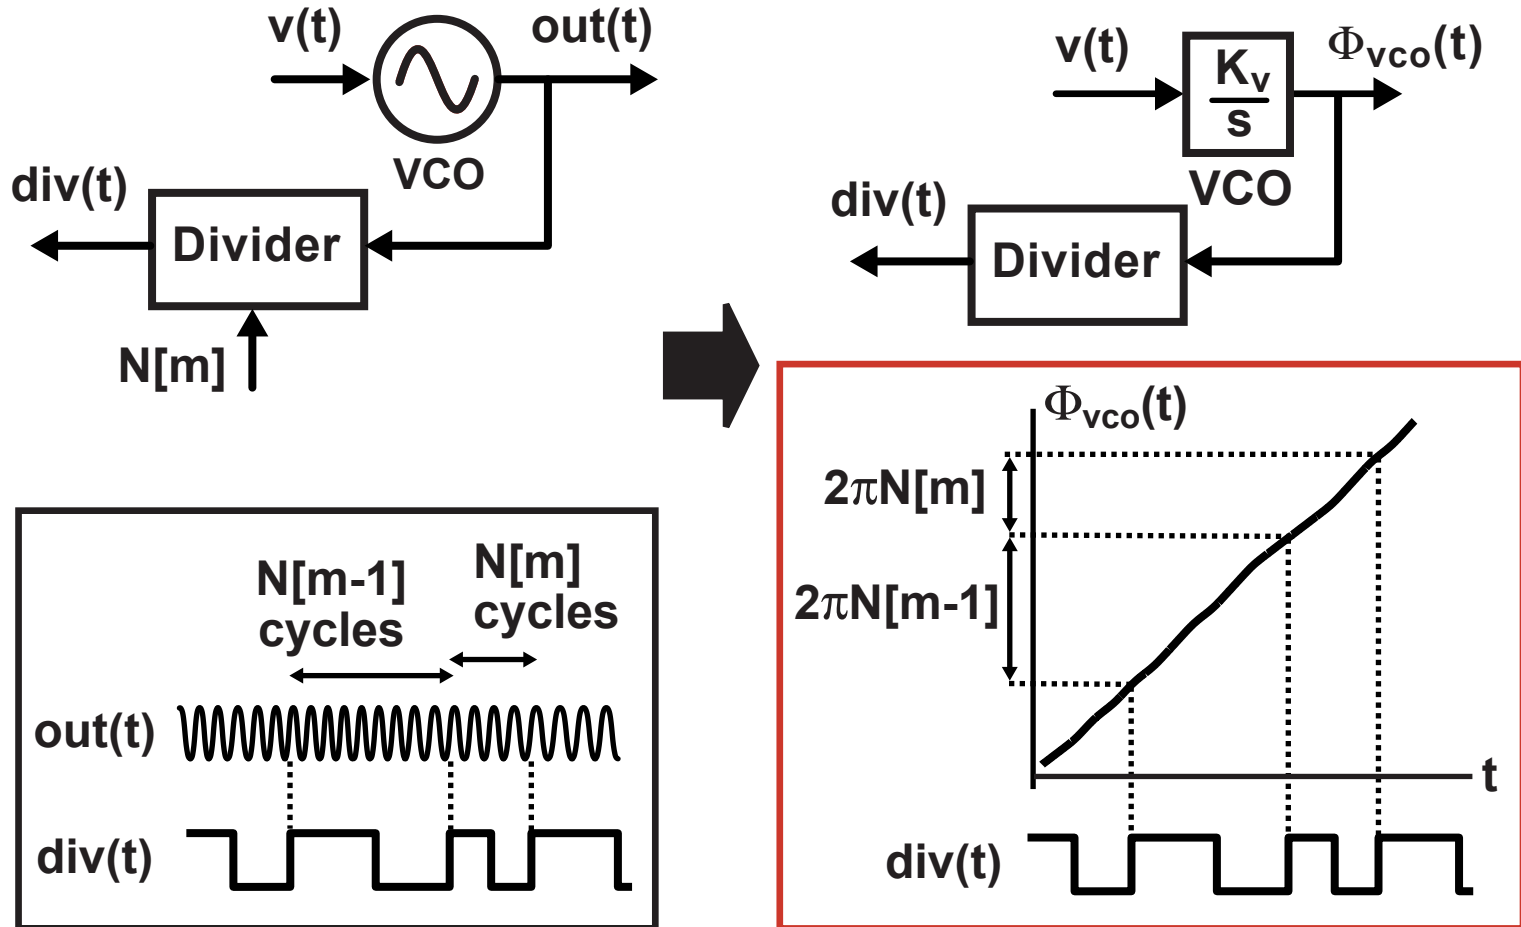 v(t)
out(t)
VCO
div(t)
Divider
N[m]
N[m-1]
cycles
N[m]
cycles
out(t)
div(t)
v(t)
Kv
s
Φvco(t)
VCO
div(t)
Divider
Φvco(t)
2πN[m]
2πN[m-1]
t
div(t)